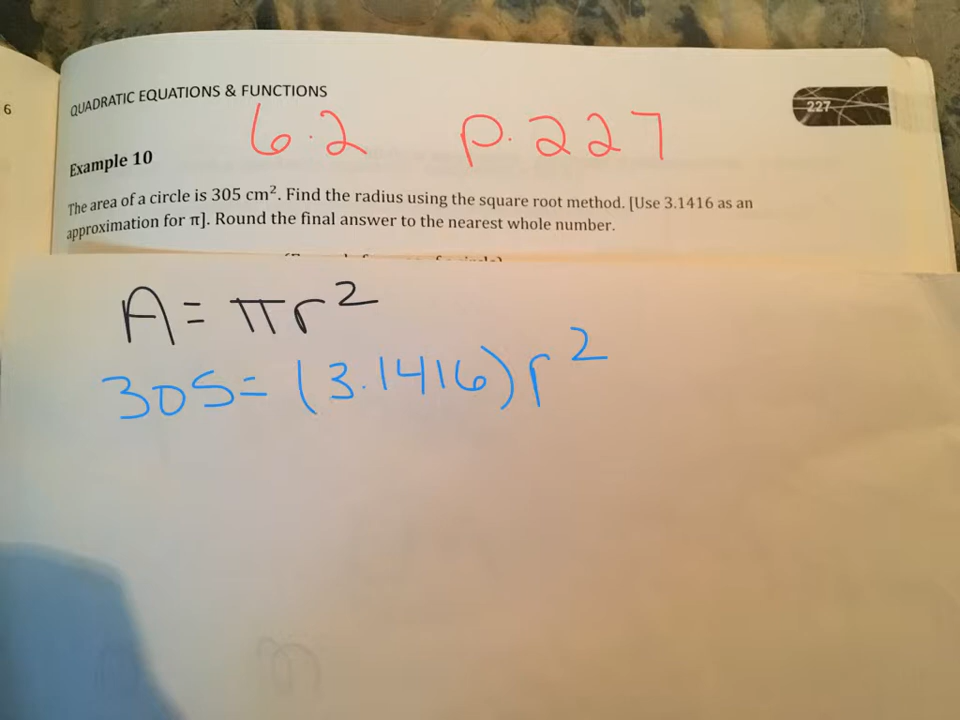 6
QUADRATIC EQUATIONS & FUNCTIONS
227
6.2 p.227
Example 10
The area of a circle is 305 cm². Find the radius using the square root method. [Use 3.1416 as an
approximation for π]. Round the final answer to the nearest whole number.
A = πr²
305 = (3.1416) r²